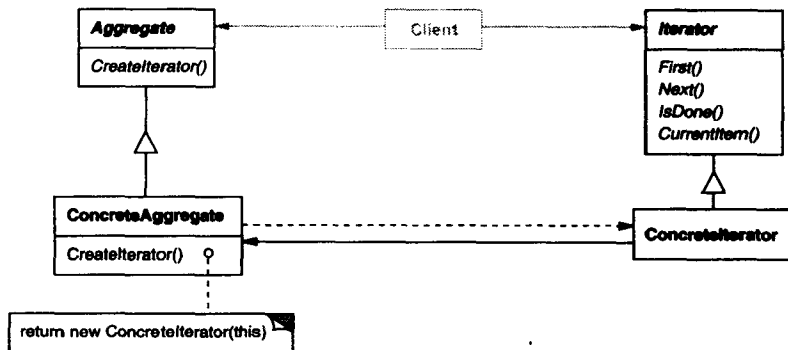 Aggregate
CreateIterator()
Client
Iterator
First()
Next()
IsDone()
CurrentItem()
ConcreteAggregate
CreateIterator()
ConcreteIterator
return new ConcreteIterator(this)